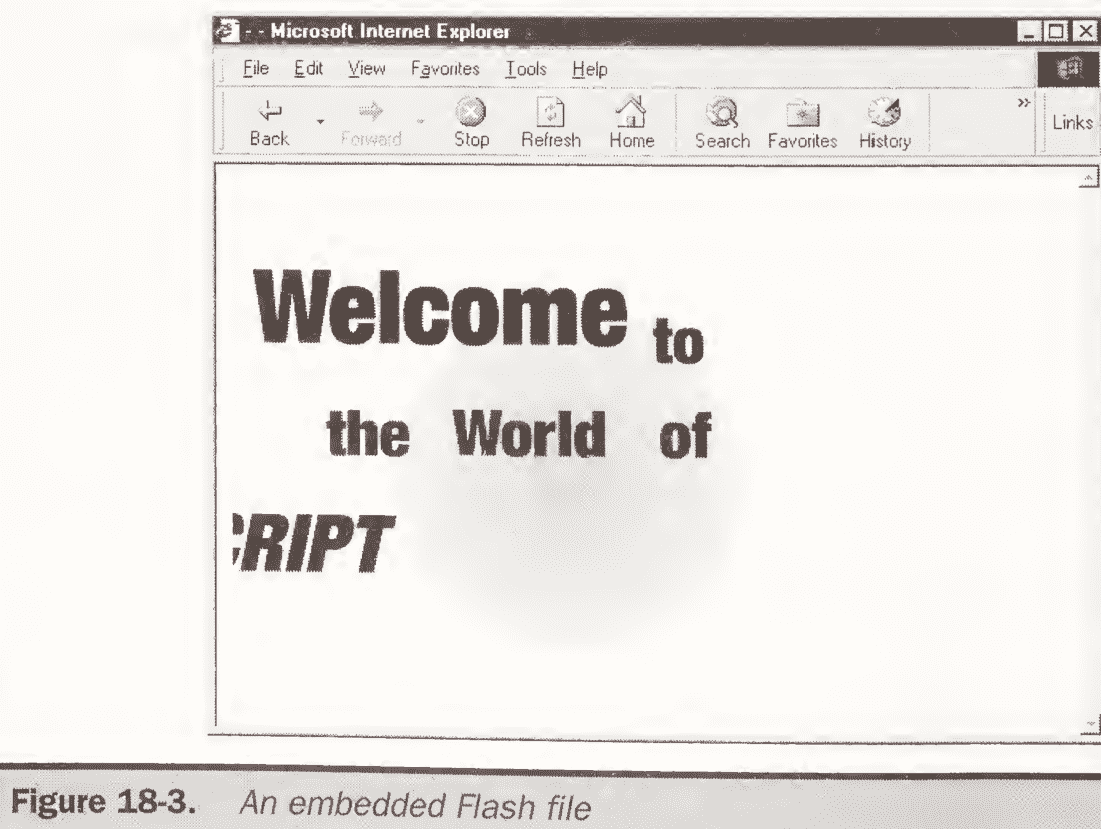 - - Microsoft Internet Explorer
File Edit View Favorites Tools Help
Back Forward Stop Refresh Home Search Favorites History » Links
Welcome to
the World of
CRIPT
Figure 18-3. An embedded Flash file